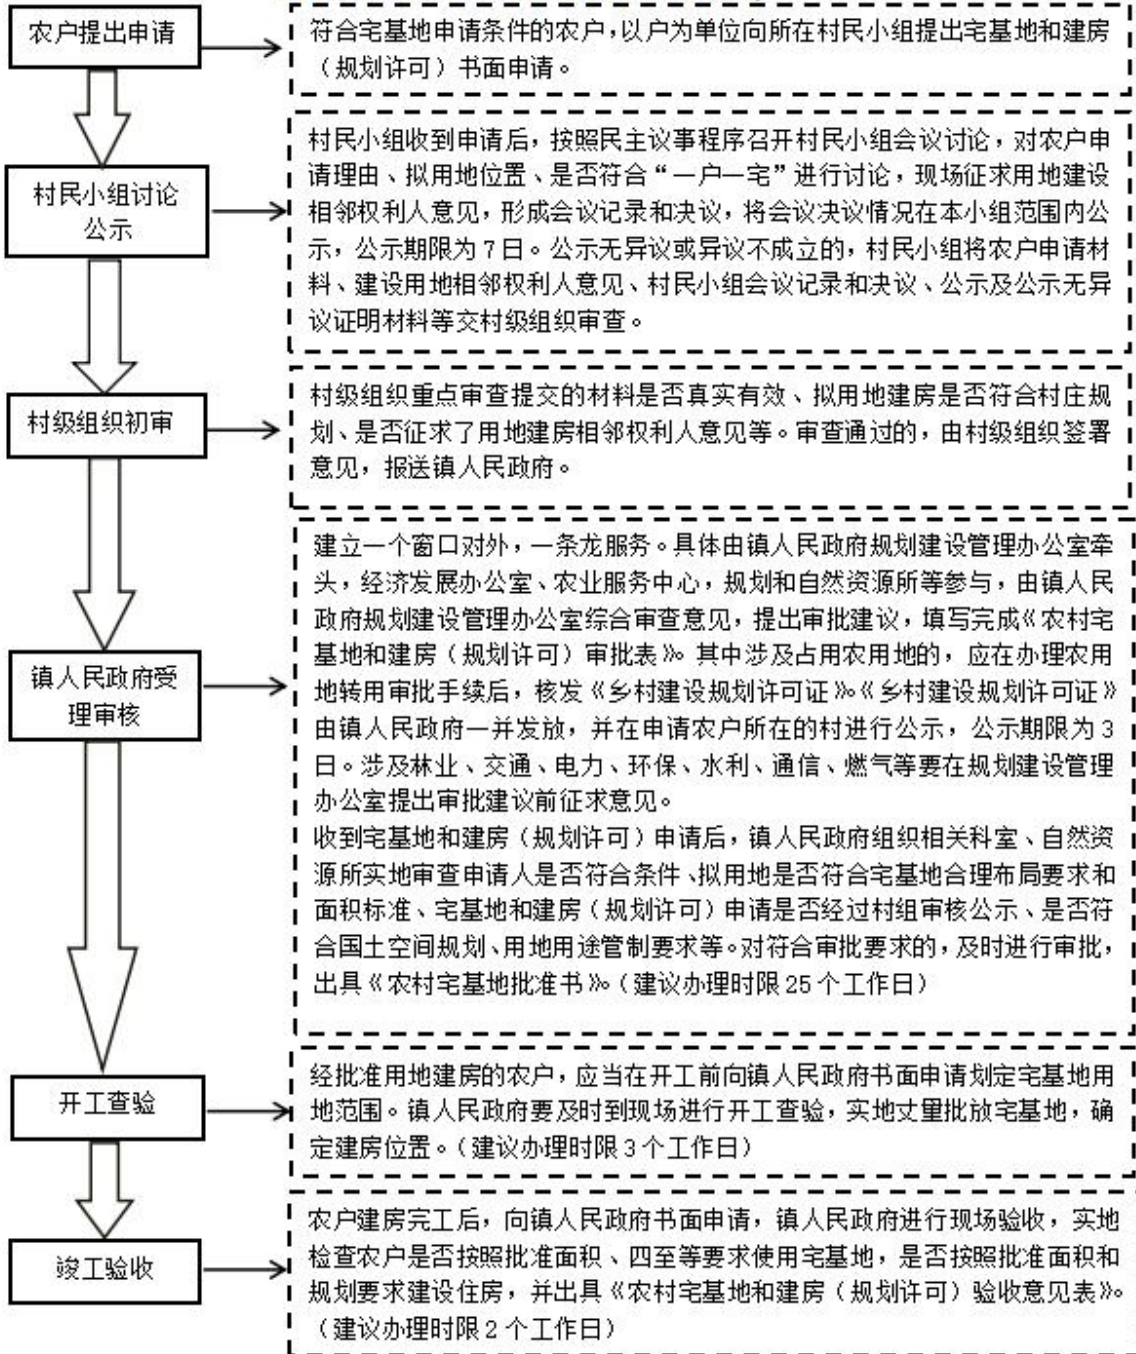 农户提出申请
符合宅基地申请条件的农户，以户为单位向所在村民小组提出宅基地和建房
（规划许可）书面申请。
村民小组讨论
公示
村民小组收到申请后，按照民主议事程序召开村民小组会议讨论，对农户申
请理由、拟用地位置、是否符合“一户一宅”进行讨论，现场征求用地建设
相邻权利人意见，形成会议记录和决议，将会议决议情况在本小组范围内公
示，公示期限为7日。公示无异议或异议不成立的，村民小组将农户申请材
料、建设用地相邻权利人意见、村民小组会议记录和决议、公示及公示无异
议证明材料等交村级组织审查。
村级组织初审
村级组织重点审查提交的材料是否真实有效、拟用地建房是否符合村庄规
划、是否征求了用地建房相邻权利人意见等。审查通过的，由村级组织签署
意见，报送镇人民政府。
镇人民政府受
理审核
建立一个窗口对外，一条龙服务。具体由镇人民政府规划建设管理办公室牵
头，经济发展办公室、农业服务中心，规划和自然资源所等参与，由镇人民
政府规划建设管理办公室综合审查意见，提出审批建议，填写完成《农村宅
基地和建房（规划许可）审批表》。其中涉及占用农用地的，应在办理农用
地转用审批手续后，核发《乡村建设规划许可证》。《乡村建设规划许可证》
由镇人民政府一并发放，并在申请农户所在的村进行公示，公示期限为3
日。涉及林业、交通、电力、环保、水利、通信、燃气等要在规划建设管理
办公室提出审批建议前征求意见。
收到宅基地和建房（规划许可）申请后，镇人民政府组织相关科室、自然资
源所实地审查申请人是否符合条件、拟用地是否符合宅基地合理布局要求和
面积标准、宅基地和建房（规划许可）申请是否经过村组审核公示、是否符
合国土空间规划、用地用途管制要求等。对符合审批要求的，及时进行审批，
出具《农村宅基地批准书》。（建议办理时限25个工作日）
开工查验
经批准用地建房的农户，应当在开工前向镇人民政府书面申请划定宅基地用
地范围。镇人民政府要及时到现场进行开工查验，实地丈量批放宅基地，确
定建房位置。（建议办理时限3个工作日）
竣工验收
农户建房完工后，向镇人民政府书面申请，镇人民政府进行现场验收，实地
检查农户是否按照批准面积、四至等要求使用宅基地，是否按照批准面积和
规划要求建设住房，并出具《农村宅基地和建房（规划许可）验收意见表》。
（建议办理时限2个工作日）